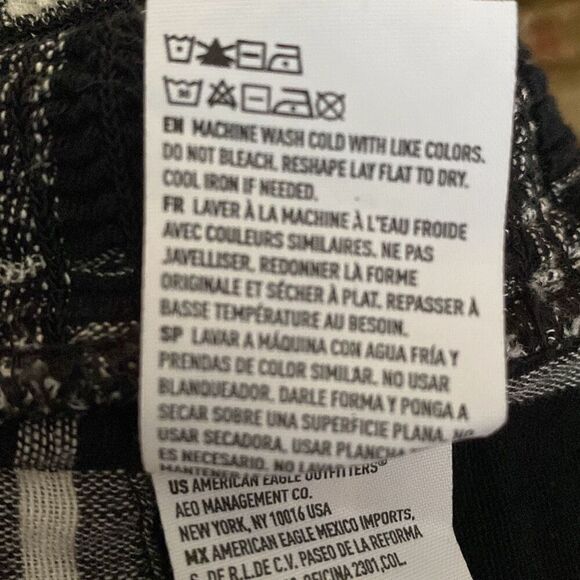 EN MACHINE WASH COLD WITH LIKE COLORS.
DO NOT BLEACH. RESHAPE LAY FLAT TO DRY.
COOL IRON IF NEEDED.
FR LAVER À LA MACHINE À L'EAU FROIDE
AVEC COULEURS SIMILAIRES. NE PAS
JAVELLISER. REDONNER LA FORME
ORIGINALE ET SÉCHER À PLAT. REPASSER À
BASSE TEMPÉRATURE AU BESOIN.
SP LAVAR A MÁQUINA CON AGUA FRÍA Y
PRENDAS DE COLOR SIMILAR. NO USAR
BLANQUEADOR. DARLE FORMA Y PONGA A
SECAR SOBRE UNA SUPERFICIE PLANA. NO
USAR SECADORA. USAR PLANCHA
ES NECESARIO. NO
MANTENER
US AMERICAN EAGLE OUTFITTERS®
AEO MANAGEMENT CO.
NEW YORK, NY 10016 USA
MX AMERICAN EAGLE MEXICO IMPORTS,
S. DE R.L.DE C.V. PASEO DE LA REFORMA
OFICINA 2301,COL.